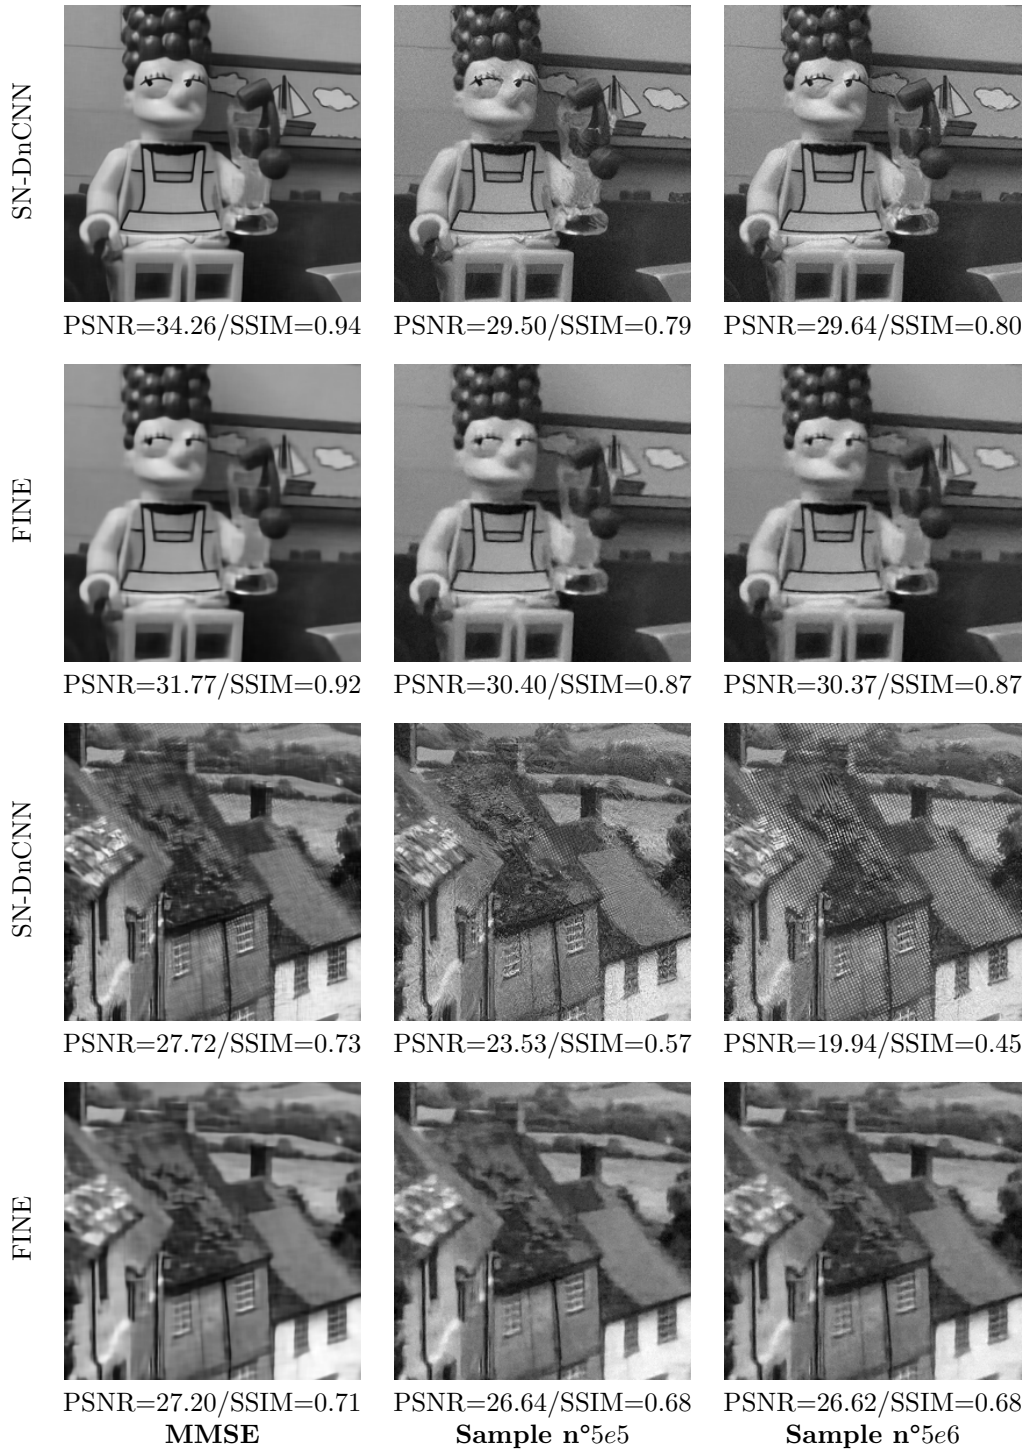 SN-DnCNN
PSNR=34.26/SSIM=0.94 PSNR=29.50/SSIM=0.79 PSNR=29.64/SSIM=0.80
FINE
PSNR=31.77/SSIM=0.92 PSNR=30.40/SSIM=0.87 PSNR=30.37/SSIM=0.87
SN-DnCNN
PSNR=27.72/SSIM=0.73 PSNR=23.53/SSIM=0.57 PSNR=19.94/SSIM=0.45
FINE
PSNR=27.20/SSIM=0.71 PSNR=26.64/SSIM=0.68 PSNR=26.62/SSIM=0.68
MMSE Sample n°5e5 Sample n°5e6